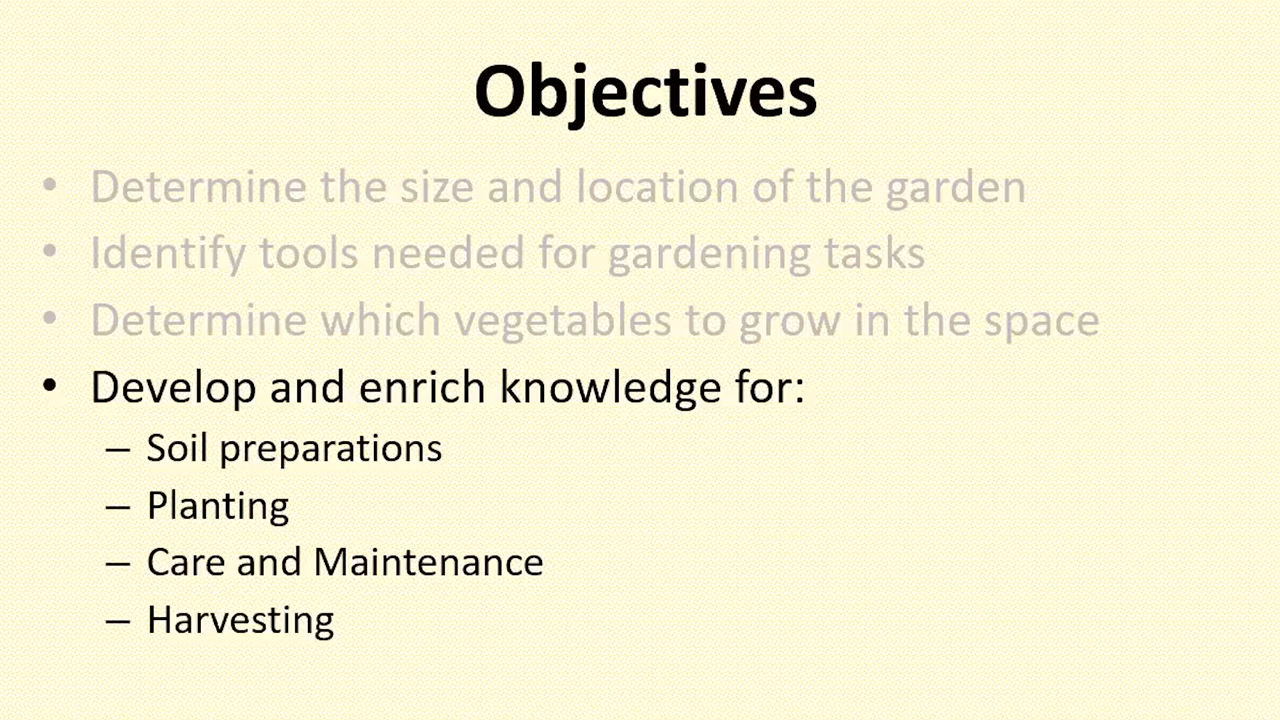 Objectives
• Determine the size and location of the garden
• Identify tools needed for gardening tasks
• Determine which vegetables to grow in the space
• Develop and enrich knowledge for:
– Soil preparations
– Planting
– Care and Maintenance
– Harvesting